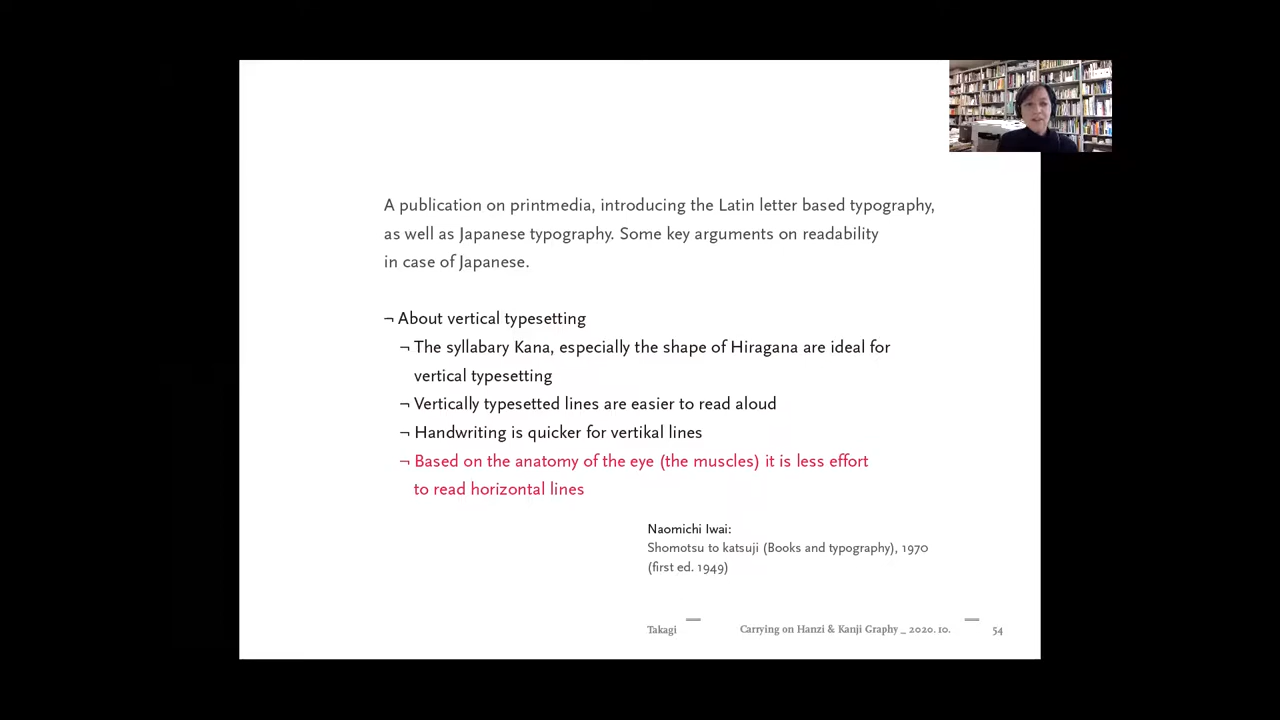 A publication on printmedia, introducing the Latin letter based typography,
as well as Japanese typography. Some key arguments on readability
in case of Japanese.
¬ About vertical typesetting
¬ The syllabary Kana, especially the shape of Hiragana are ideal for
vertical typesetting
¬ Vertically typesetted lines are easier to read aloud
¬ Handwriting is quicker for vertikal lines
¬ Based on the anatomy of the eye (the muscles) it is less effort
to read horizontal lines
Naomichi Iwai:
Shomotsu to katsuji (Books and typography), 1970
(first ed. 1949)
Takagi — Carrying on Hanzi & Kanji Graphy _ 2020. 10. — 54